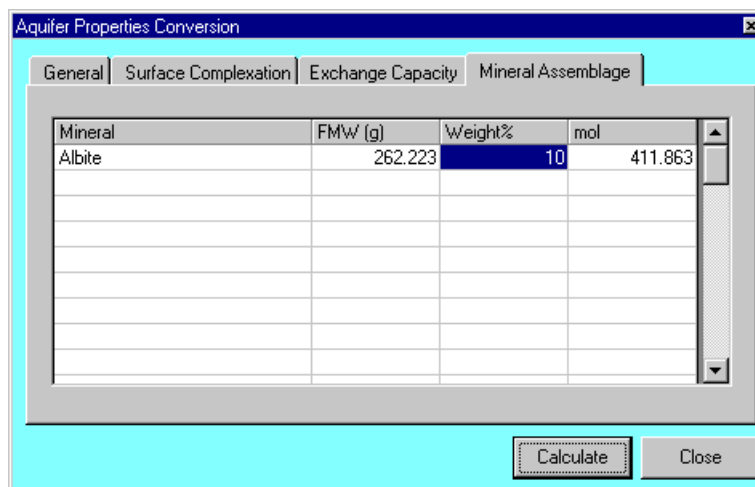 Aquifer Properties Conversion
General Surface Complexation Exchange Capacity Mineral Assemblage
Mineral FMW (g) Weight% mol
Albite 262.223 10 411.863
Calculate Close